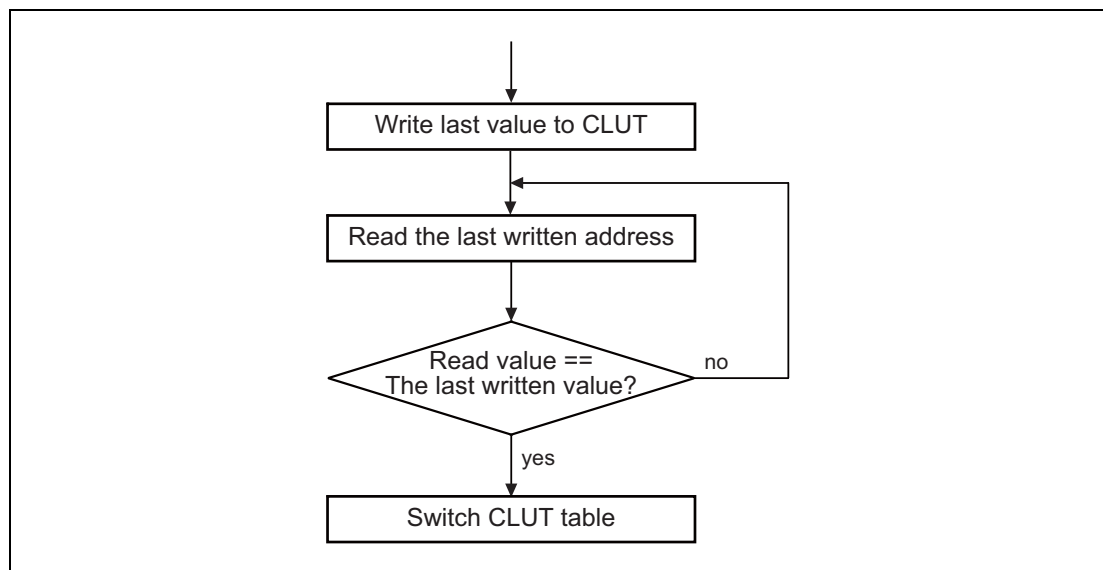 Write last value to CLUT
Read the last written address
Read value ==
The last written value?
no
yes
Switch CLUT table